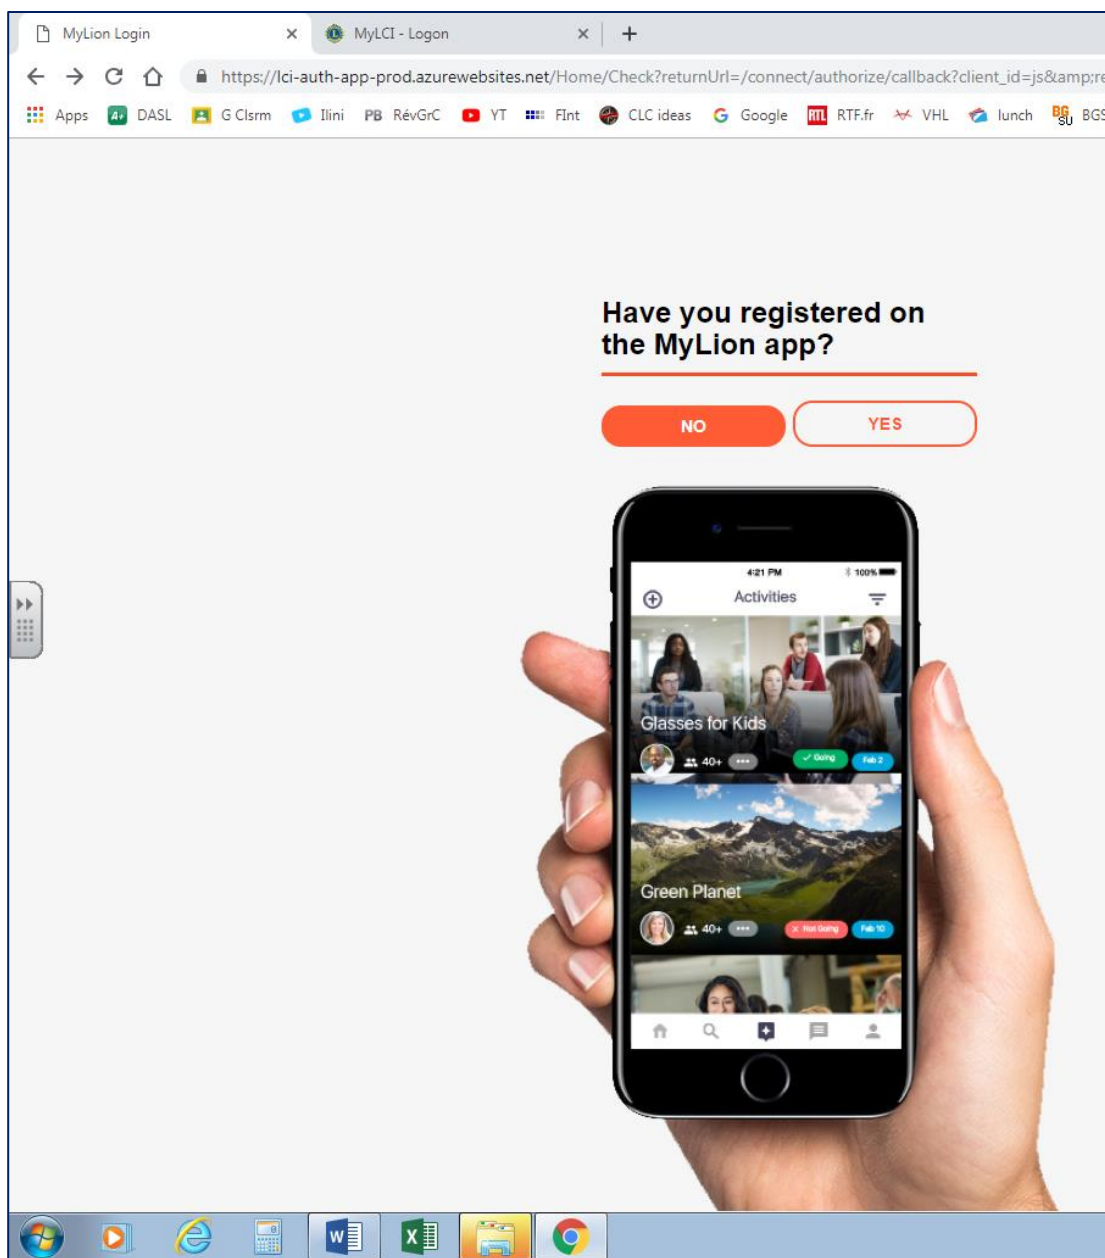 MyLion Login
MyLCI - Logon
https://lci-auth-app-prod.azurewebsites.net/Home/Check?returnUrl=/connect/authorize/callback?client_id=js&amp;re
Apps DASL G Clsrm Ilini PB RévGrC YT FInt CLC ideas G Google RTL RTF.fr VHL lunch BGSU BGS
Have you registered on
the MyLion app?
NO YES
4:21 PM 100%
Activities
Glasses for Kids
40+ Going Feb 2
Green Planet
40+ Not Going Feb 10